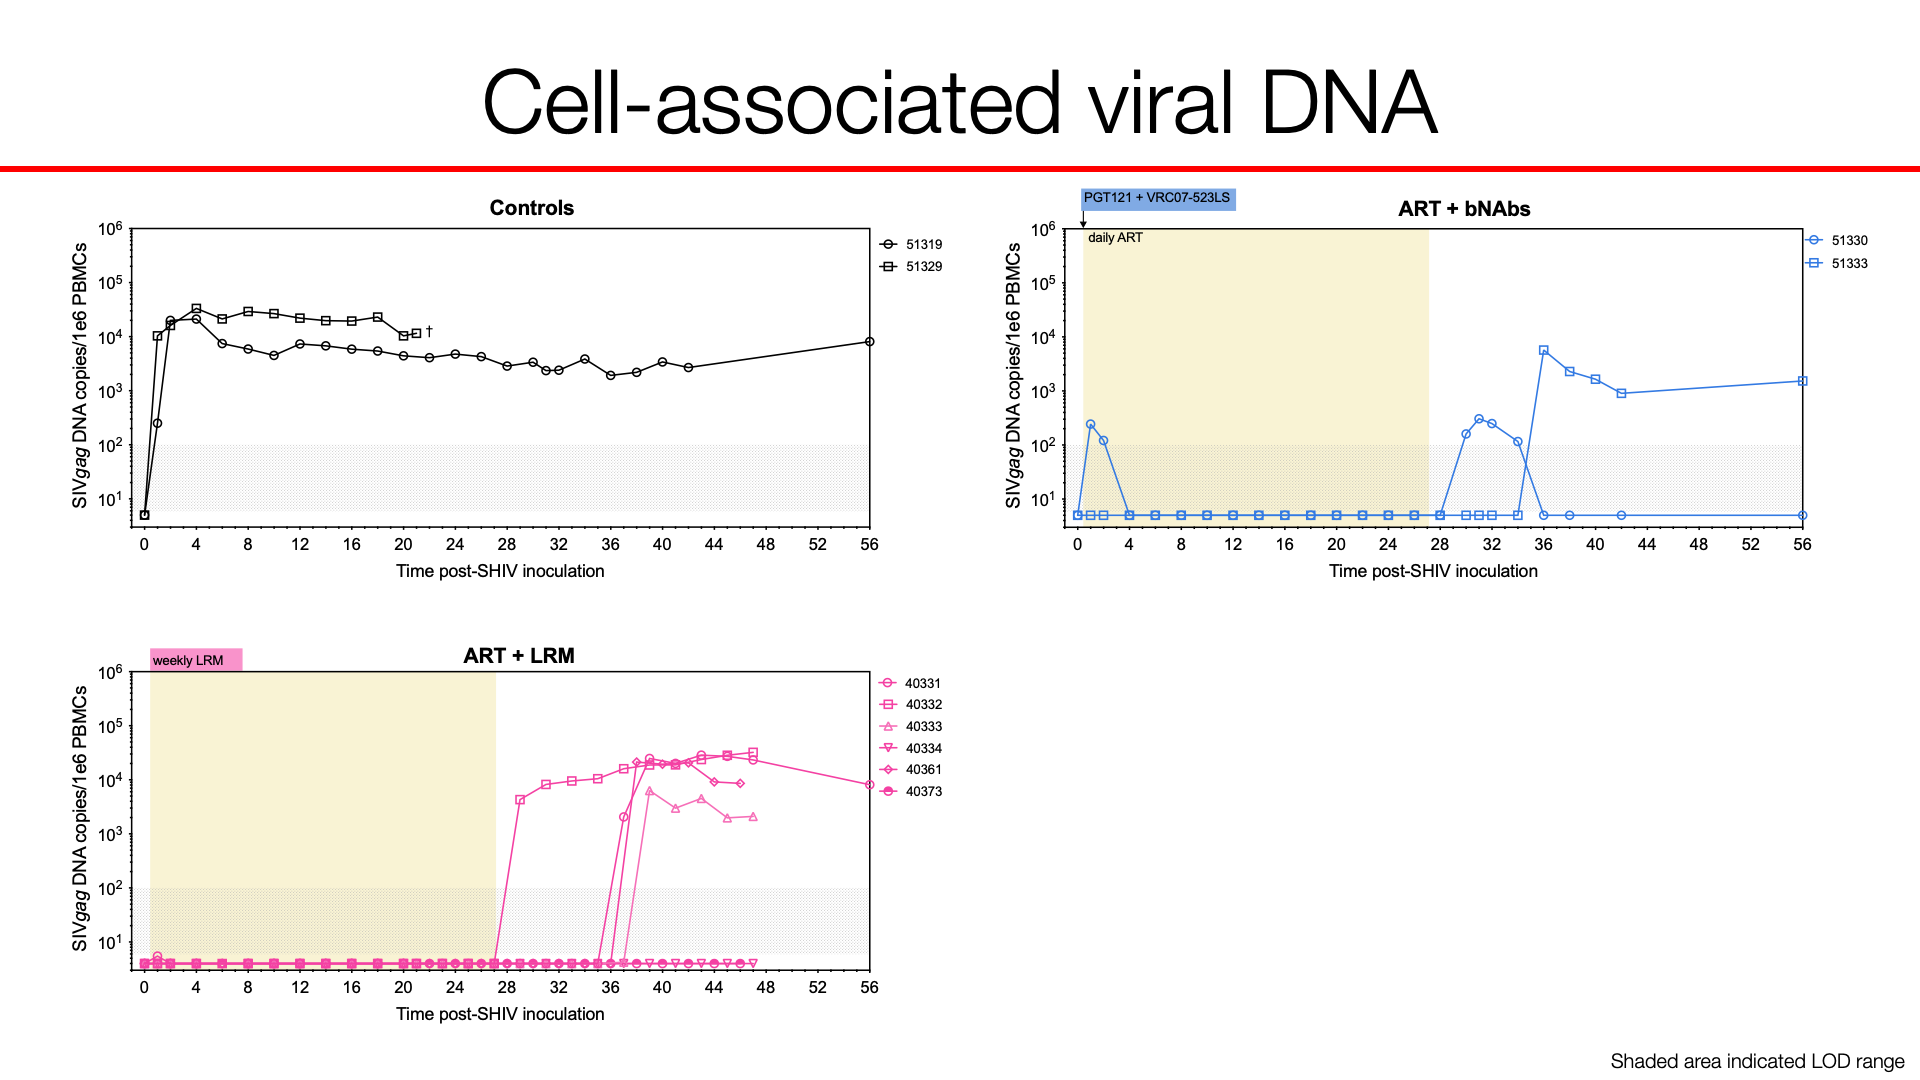 Cell-associated viral DNA
Controls
SIVgag DNA copies/1e6 PBMCs
10⁶
10⁵
10⁴
10³
10²
10¹
†
0 4 8 12 16 20 24 28 32 36 40 44 48 52 56
Time post-SHIV inoculation
51319
51329
PGT121 + VRC07-523LS
ART + bNAbs
daily ART
SIVgag DNA copies/1e6 PBMCs
10⁶
10⁵
10⁴
10³
10²
10¹
0 4 8 12 16 20 24 28 32 36 40 44 48 52 56
Time post-SHIV inoculation
51330
51333
weekly LRM
ART + LRM
SIVgag DNA copies/1e6 PBMCs
10⁶
10⁵
10⁴
10³
10²
10¹
0 4 8 12 16 20 24 28 32 36 40 44 48 52 56
Time post-SHIV inoculation
40331
40332
40333
40334
40361
40373
Shaded area indicated LOD range